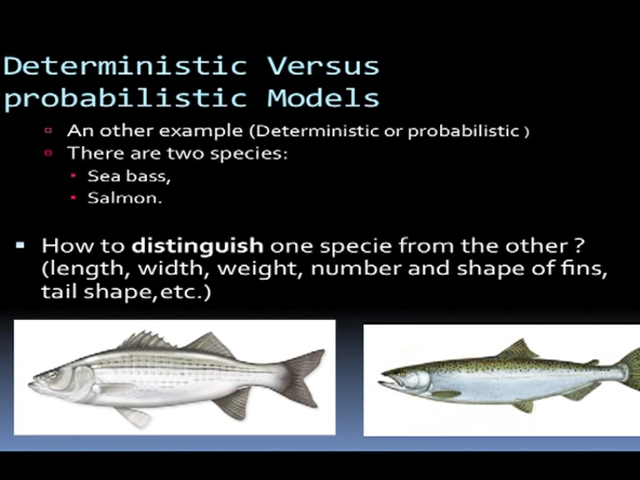 Deterministic Versus
probabilistic Models
An other example (Deterministic or probabilistic )
There are two species:
Sea bass,
Salmon.
How to distinguish one specie from the other ?
(length, width, weight, number and shape of fins,
tail shape,etc.)